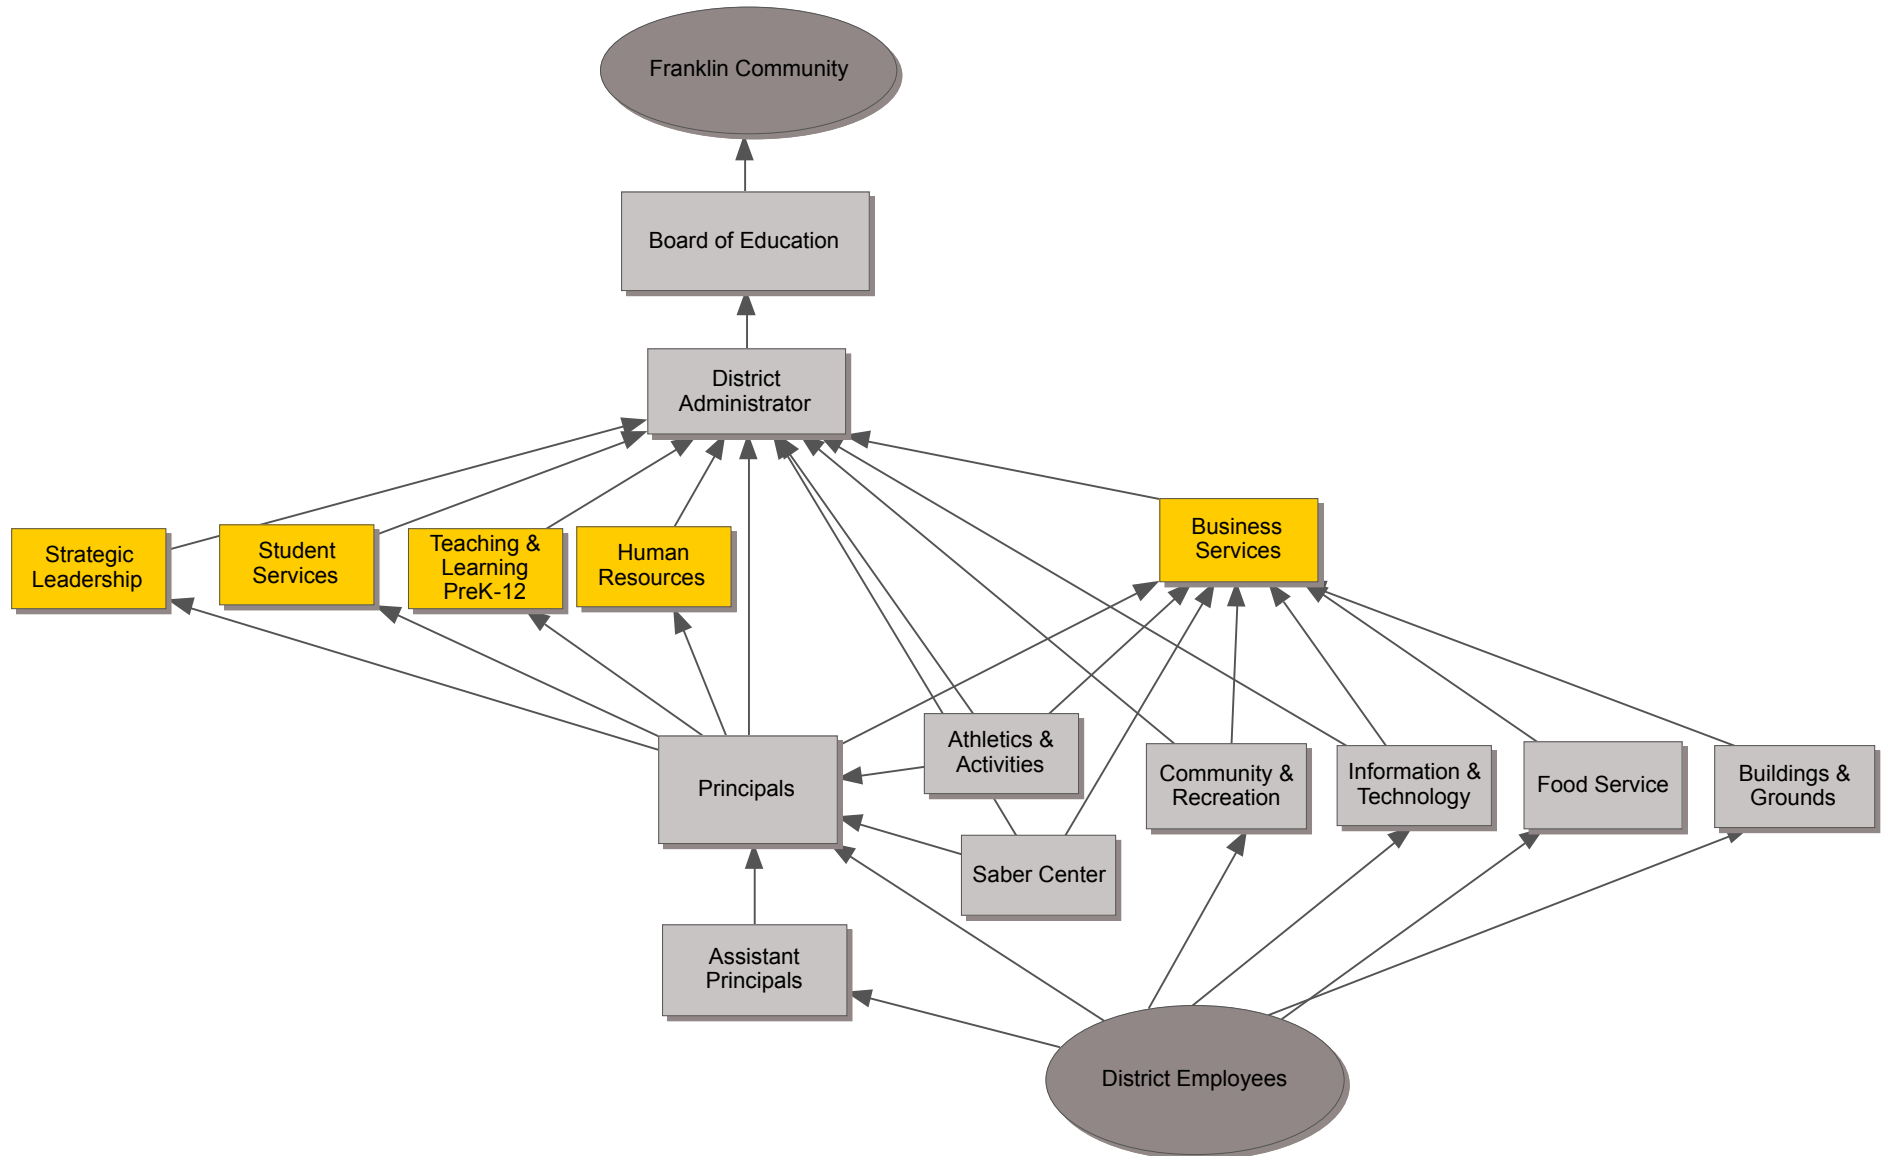 Franklin Community
Board of Education
District
Administrator
Strategic
Leadership
Student
Services
Teaching &
Learning
PreK-12
Human
Resources
Business
Services
Principals
Athletics &
Activities
Saber Center
Community &
Recreation
Information &
Technology
Food Service
Buildings &
Grounds
Assistant
Principals
District Employees